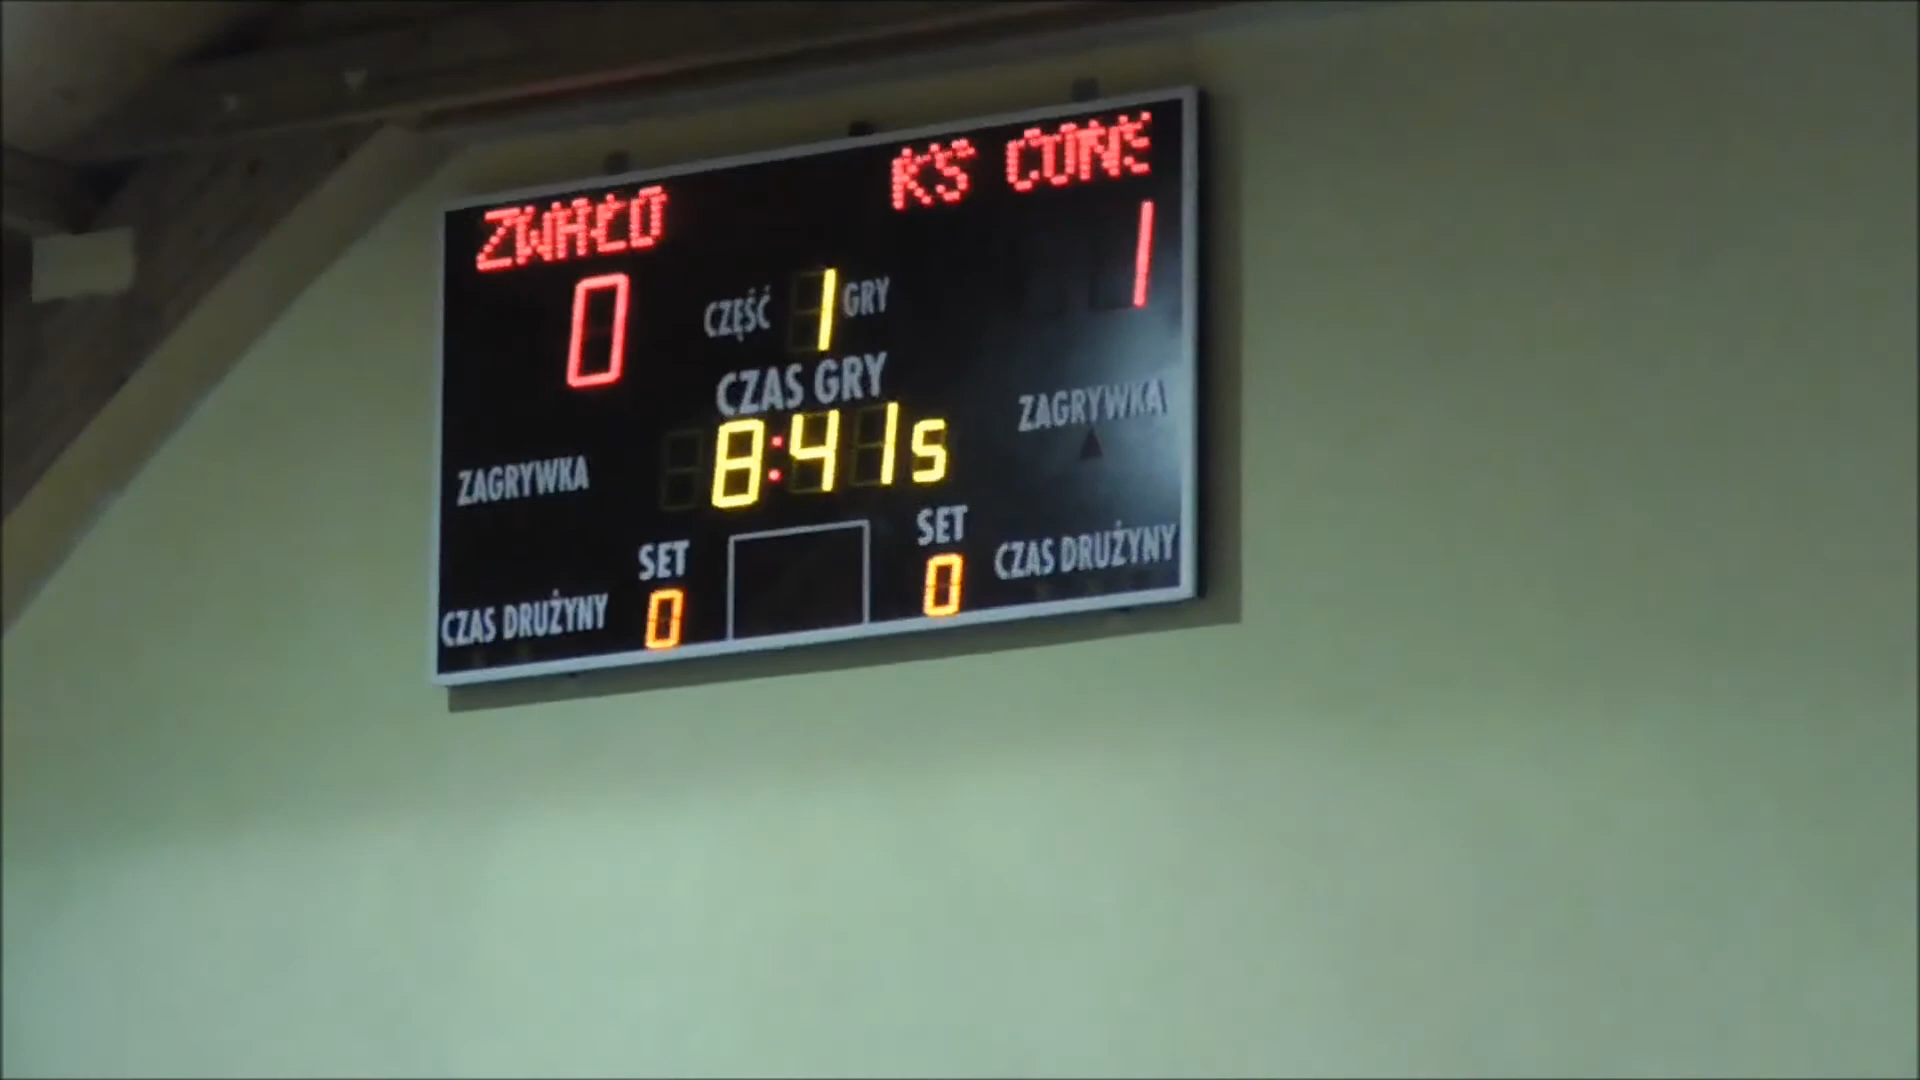 ZWAŁO KS CONE
0 CZĘŚĆ 1 GRY 1
CZAS GRY
8:41s
ZAGRYWKA ZAGRYWKA
SET SET
0 0
CZAS DRUŻYNY CZAS DRUŻYNY